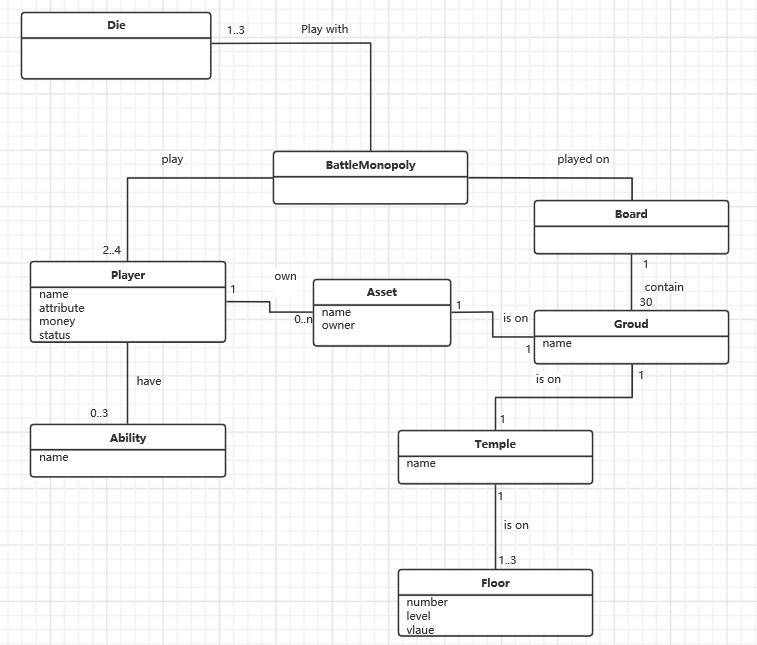 Die
1..3
Play with
BattleMonopoly
play
played on
Board
2..4
Player
name
attribute
money
status
1
own
0..n
Asset
name
owner
1
is on
1
1
contain
30
Groud
name
have
0..3
Ability
name
is on
1
1
Temple
name
1
is on
1..3
Floor
number
level
vlaue